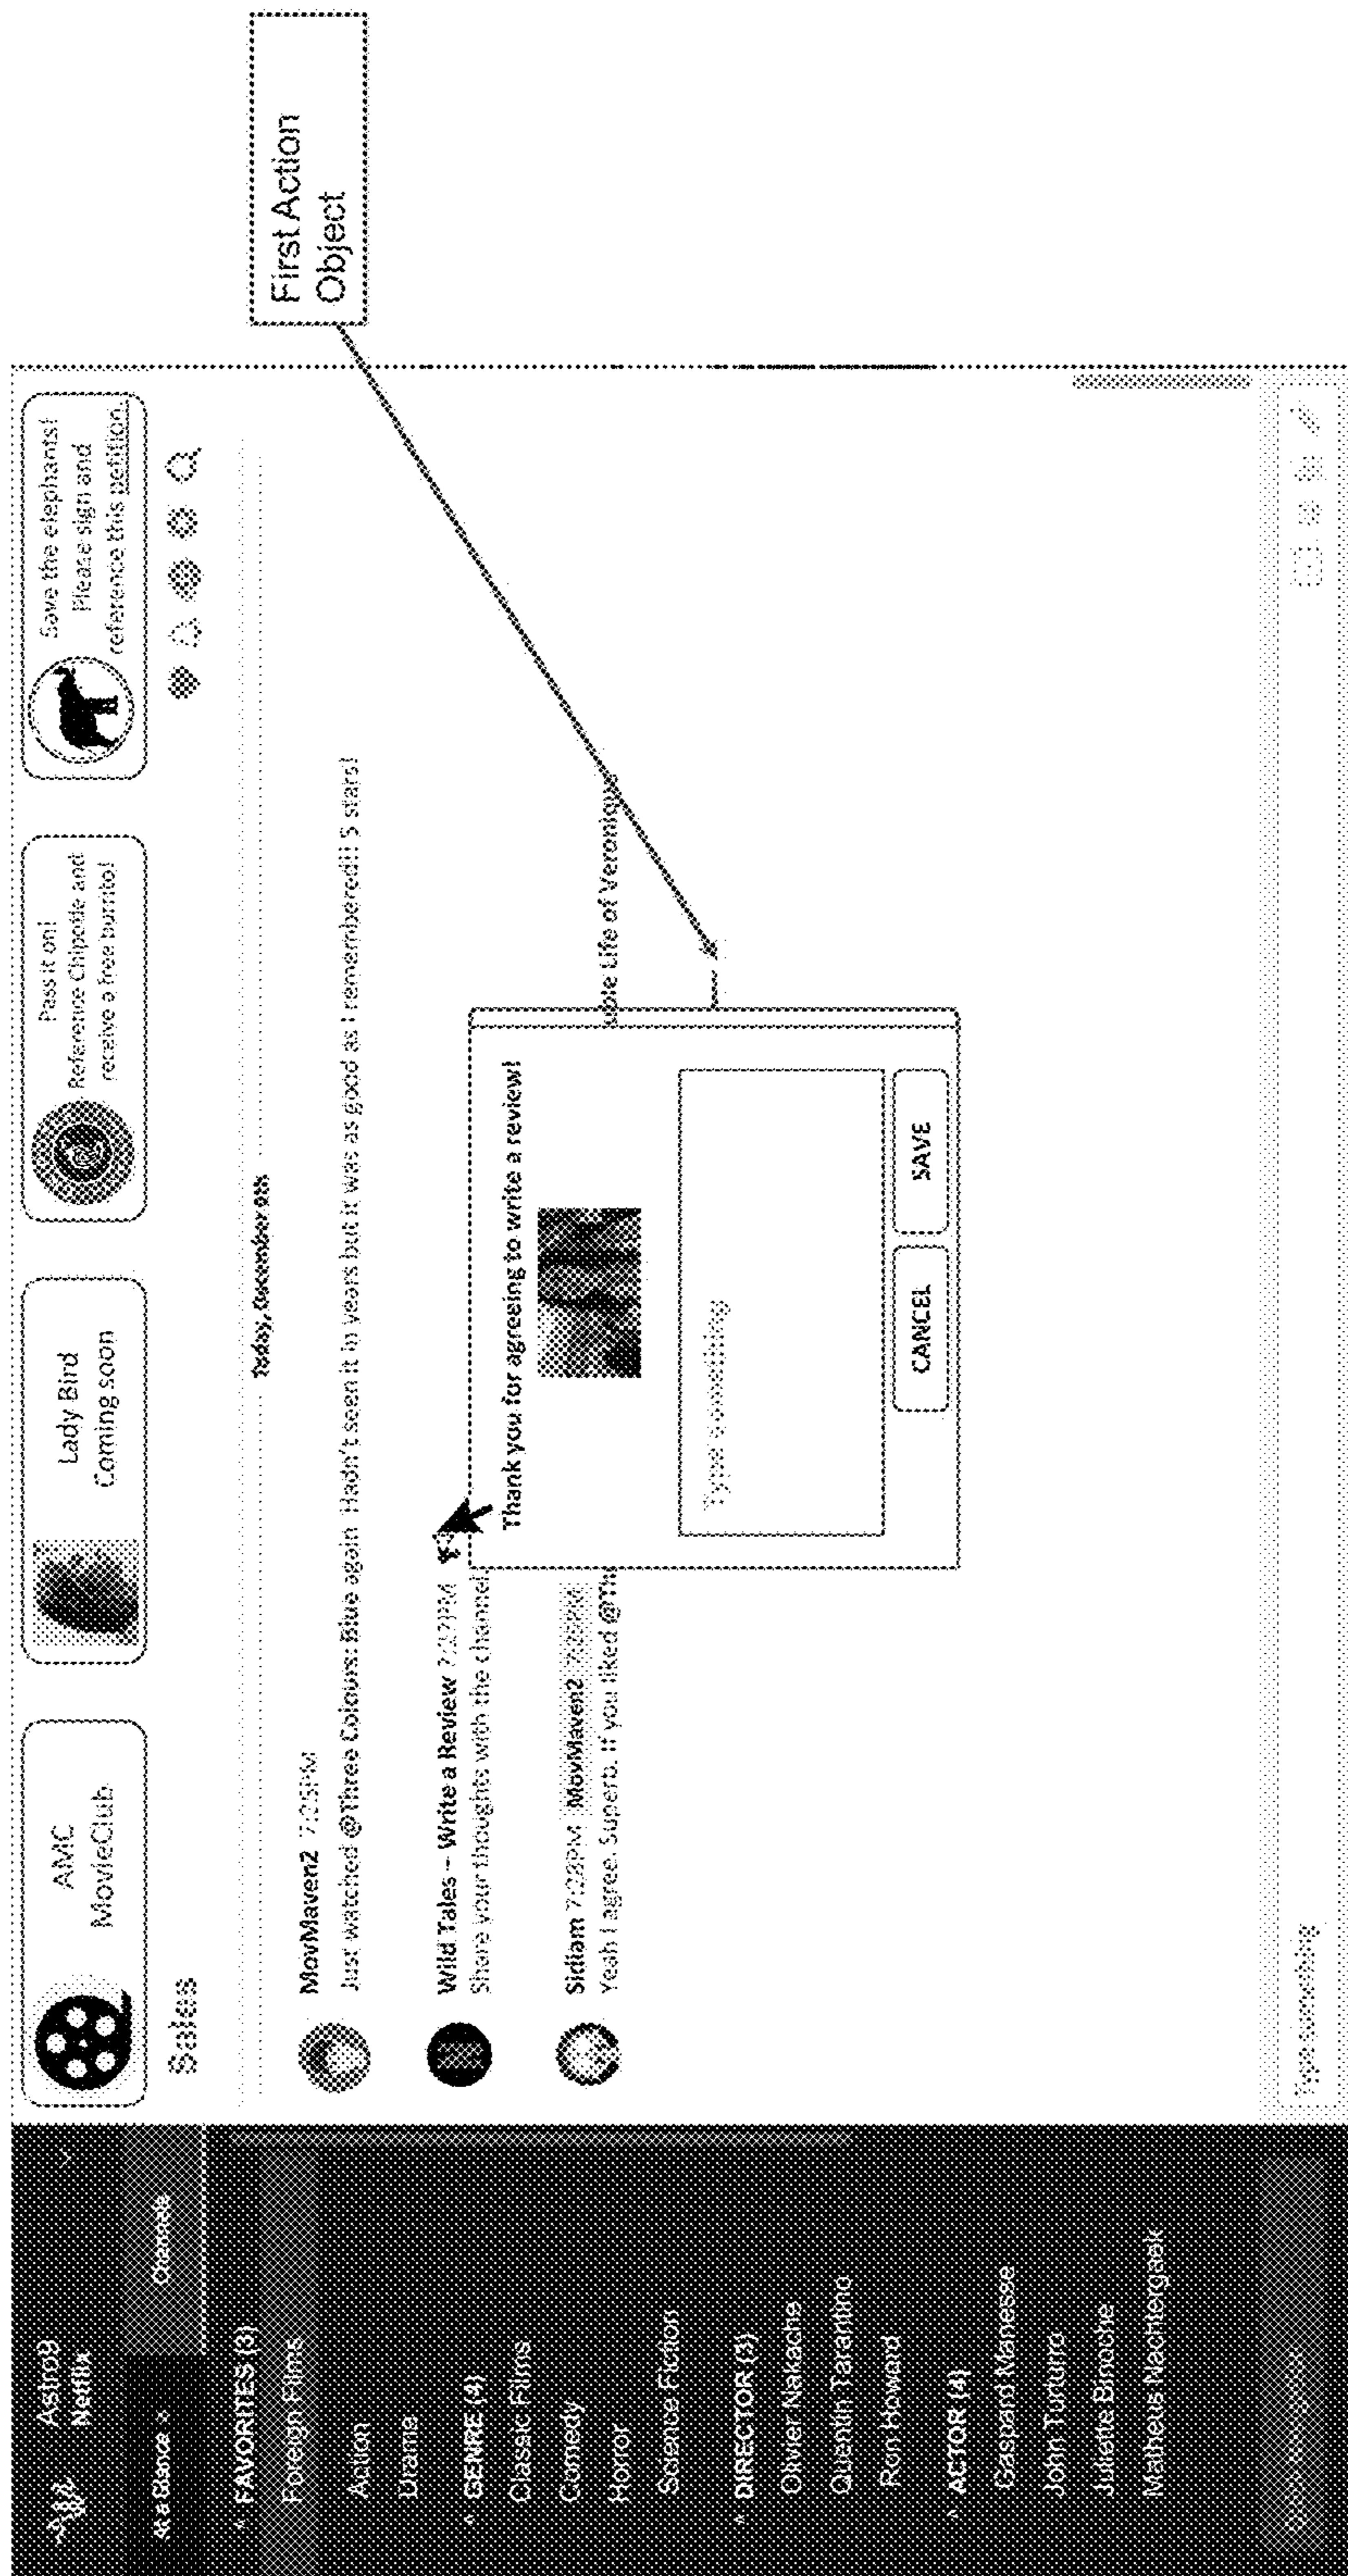 First Action
Object
Astro9
Netflix
At a Glance
Channels
^ FAVORITES (3)
Foreign Films
Action
Drama
^ GENRE (4)
Classic Films
Comedy
Horror
Science Fiction
^ DIRECTOR (3)
Olivier Nakache
Quentin Tarantino
Ron Howard
^ ACTOR (4)
Gaspard Manesse
John Turturro
Juliette Binoche
Matheus Nachtergaele
AMC
MovieClub
Lady Bird
Coming soon
Pass it on!
Reference Chipotle and
receive a free burrito!
Save the elephants!
Please sign and
reference this petition.
Sales
Today, December 9th
MovMaven2 7:25PM
Just watched @Three Colours: Blue again Hadn't seen it in years but it was as good as I remembered!! 5 stars!
Wild Tales – Write a Review 7:27PM
Share your thoughts with the channel
Sidiam 7:28PM MovMaven2
Yeah I agree. Superb. If you liked @Th
uble Life of Veroniqu
Thank you for agreeing to write a review!
Type something
CANCEL
SAVE
Type something